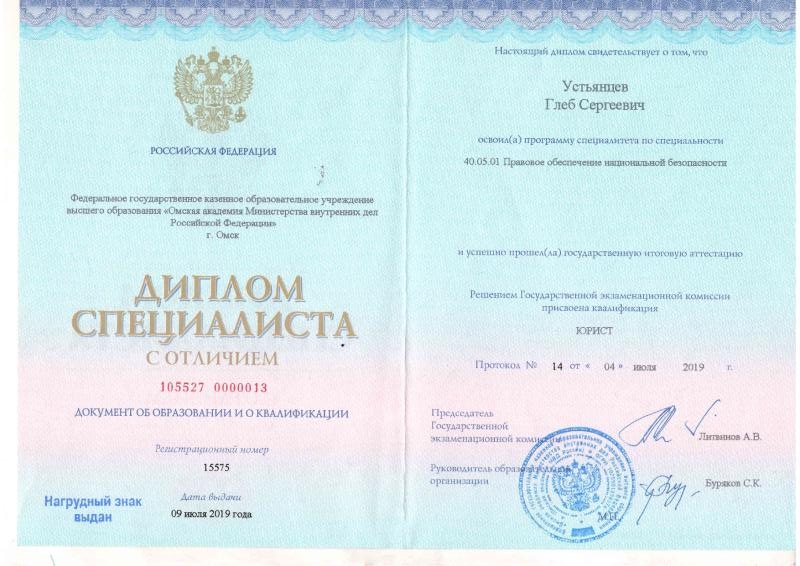 РОССИЙСКАЯ ФЕДЕРАЦИЯ
Федеральное государственное казенное образовательное учреждение
высшего образования «Омская академия Министерства внутренних дел
Российской Федерации»
г. Омск
ДИПЛОМ
СПЕЦИАЛИСТА
С ОТЛИЧИЕМ
105527 0000013
ДОКУМЕНТ ОБ ОБРАЗОВАНИИ И О КВАЛИФИКАЦИИ
Регистрационный номер
15575
Дата выдачи
09 июля 2019 года
Нагрудный знак
выдан
Настоящий диплом свидетельствует о том, что
Устьянцев
Глеб Сергеевич
освоил(а) программу специалитета по специальности
40.05.01 Правовое обеспечение национальной безопасности
и успешно прошел(ла) государственную итоговую аттестацию
Решением Государственной экзаменационной комиссии
присвоена квалификация
ЮРИСТ
Протокол № 14 от « 04 » июля 2019 г.
Председатель
Государственной
экзаменационной комиссии
Литвинов А.В.
Руководитель образовательной
организации
Буряков С.К.
М.П.